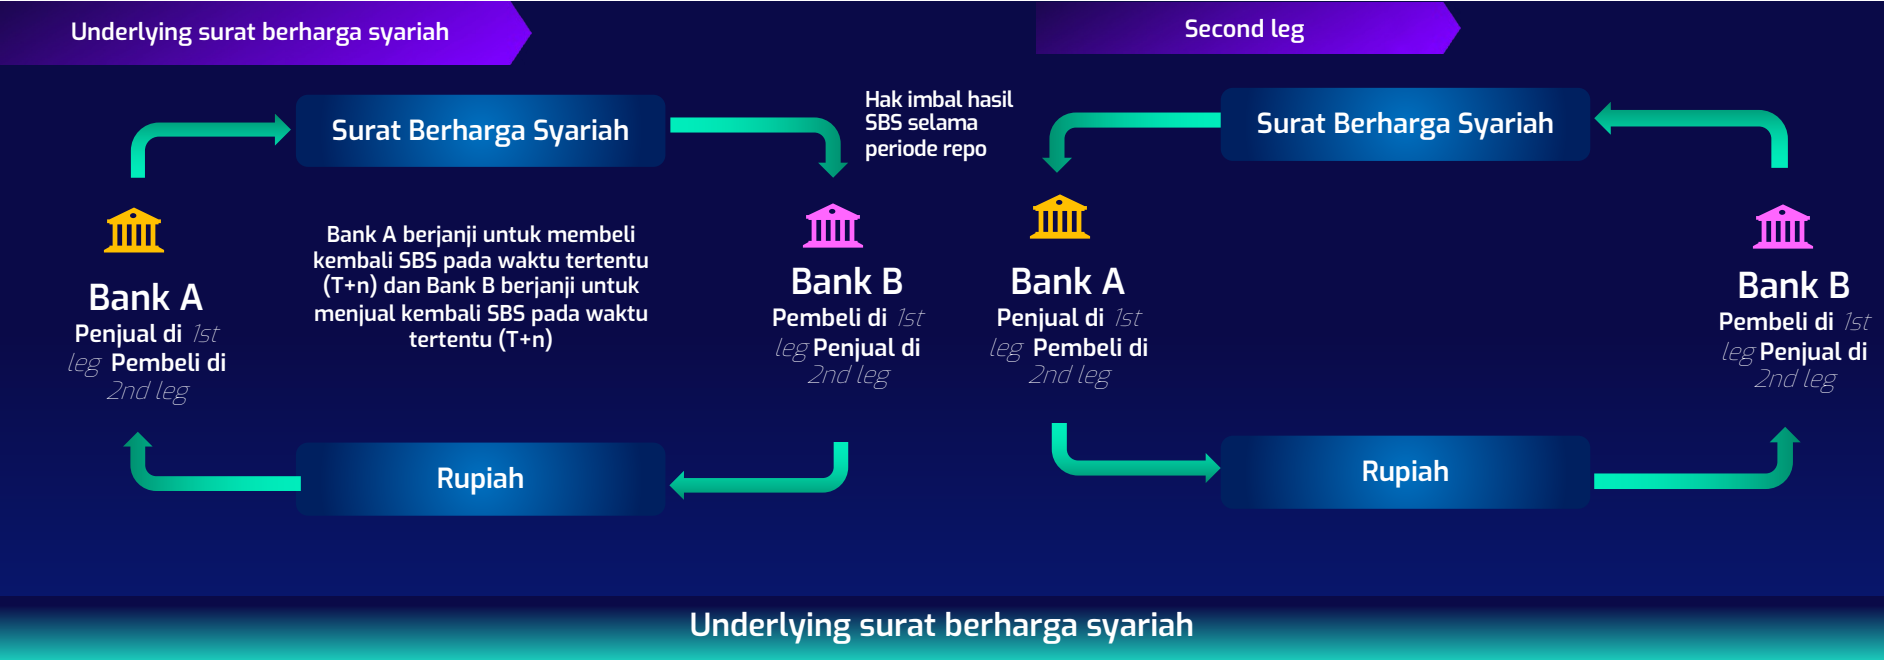 Underlying surat berharga syariah
Surat Berharga Syariah
Hak imbal hasil
SBS selama
periode repo
Bank A berjanji untuk membeli
kembali SBS pada waktu tertentu
(T+n) dan Bank B berjanji untuk
menjual kembali SBS pada waktu
tertentu (T+n)
Bank A
Penjual di 1st
leg Pembeli di
2nd leg
Bank B
Pembeli di 1st
leg Penjual di
2nd leg
Rupiah
Second leg
Surat Berharga Syariah
Bank A
Penjual di 1st
leg Pembeli di
2nd leg
Bank B
Pembeli di 1st
leg Penjual di
2nd leg
Rupiah
Underlying surat berharga syariah